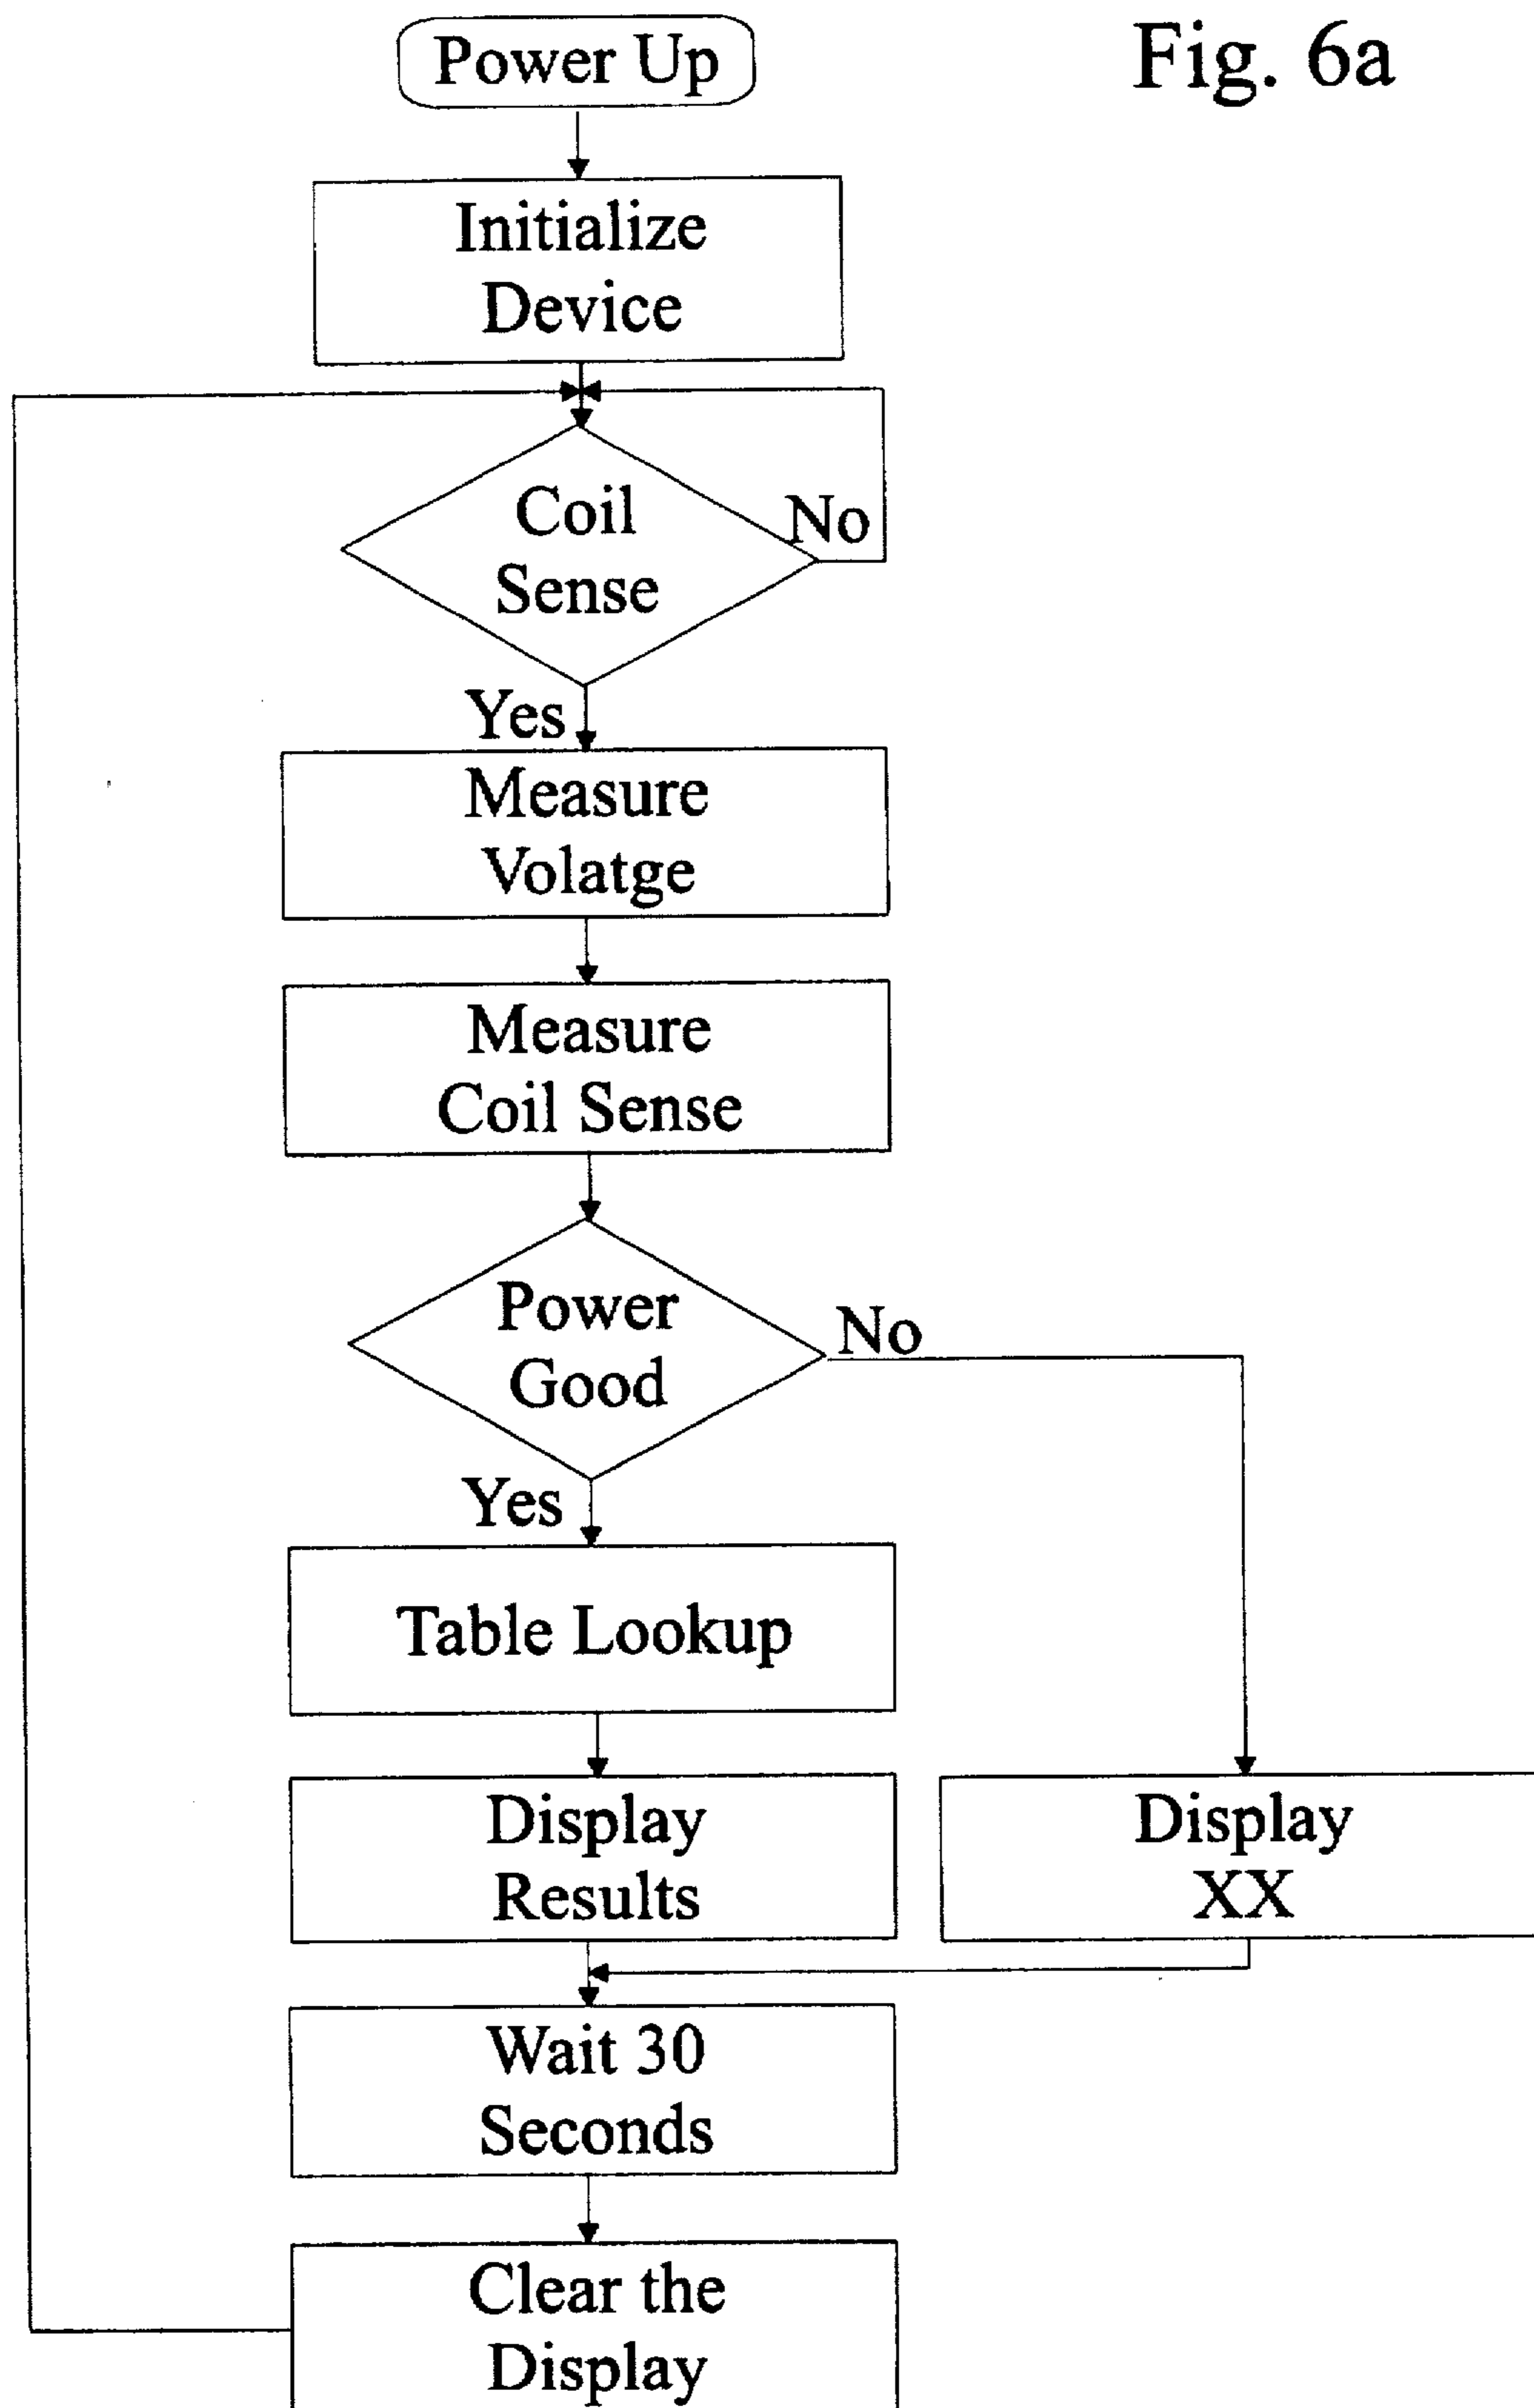 Power Up
Fig. 6a
Initialize
Device
Coil
Sense
No
Yes
Measure
Volatge
Measure
Coil Sense
Power
Good
No
Yes
Table Lookup
Display
Results
Display
XX
Wait 30
Seconds
Clear the
Display